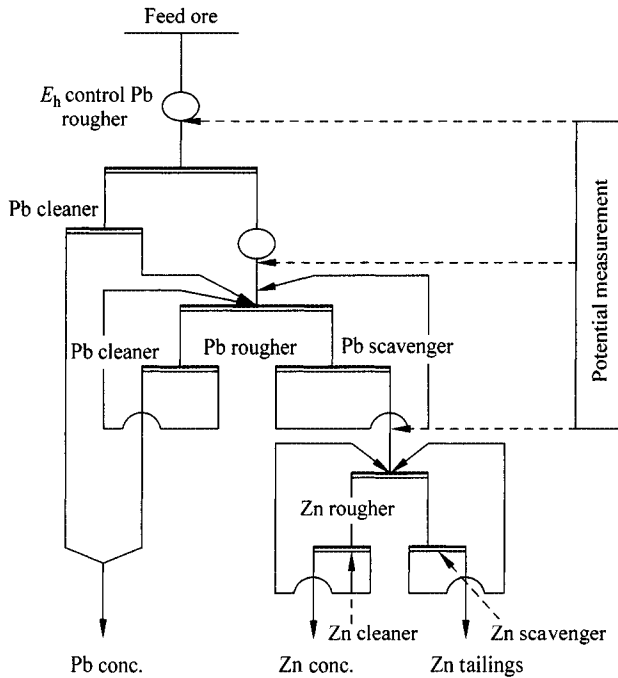 Feed ore
E_h control Pb
rougher
Pb cleaner
Potential measurement
Pb cleaner
Pb rougher
Pb scavenger
Zn rougher
Zn cleaner
Zn scavenger
Pb conc.
Zn conc.
Zn tailings